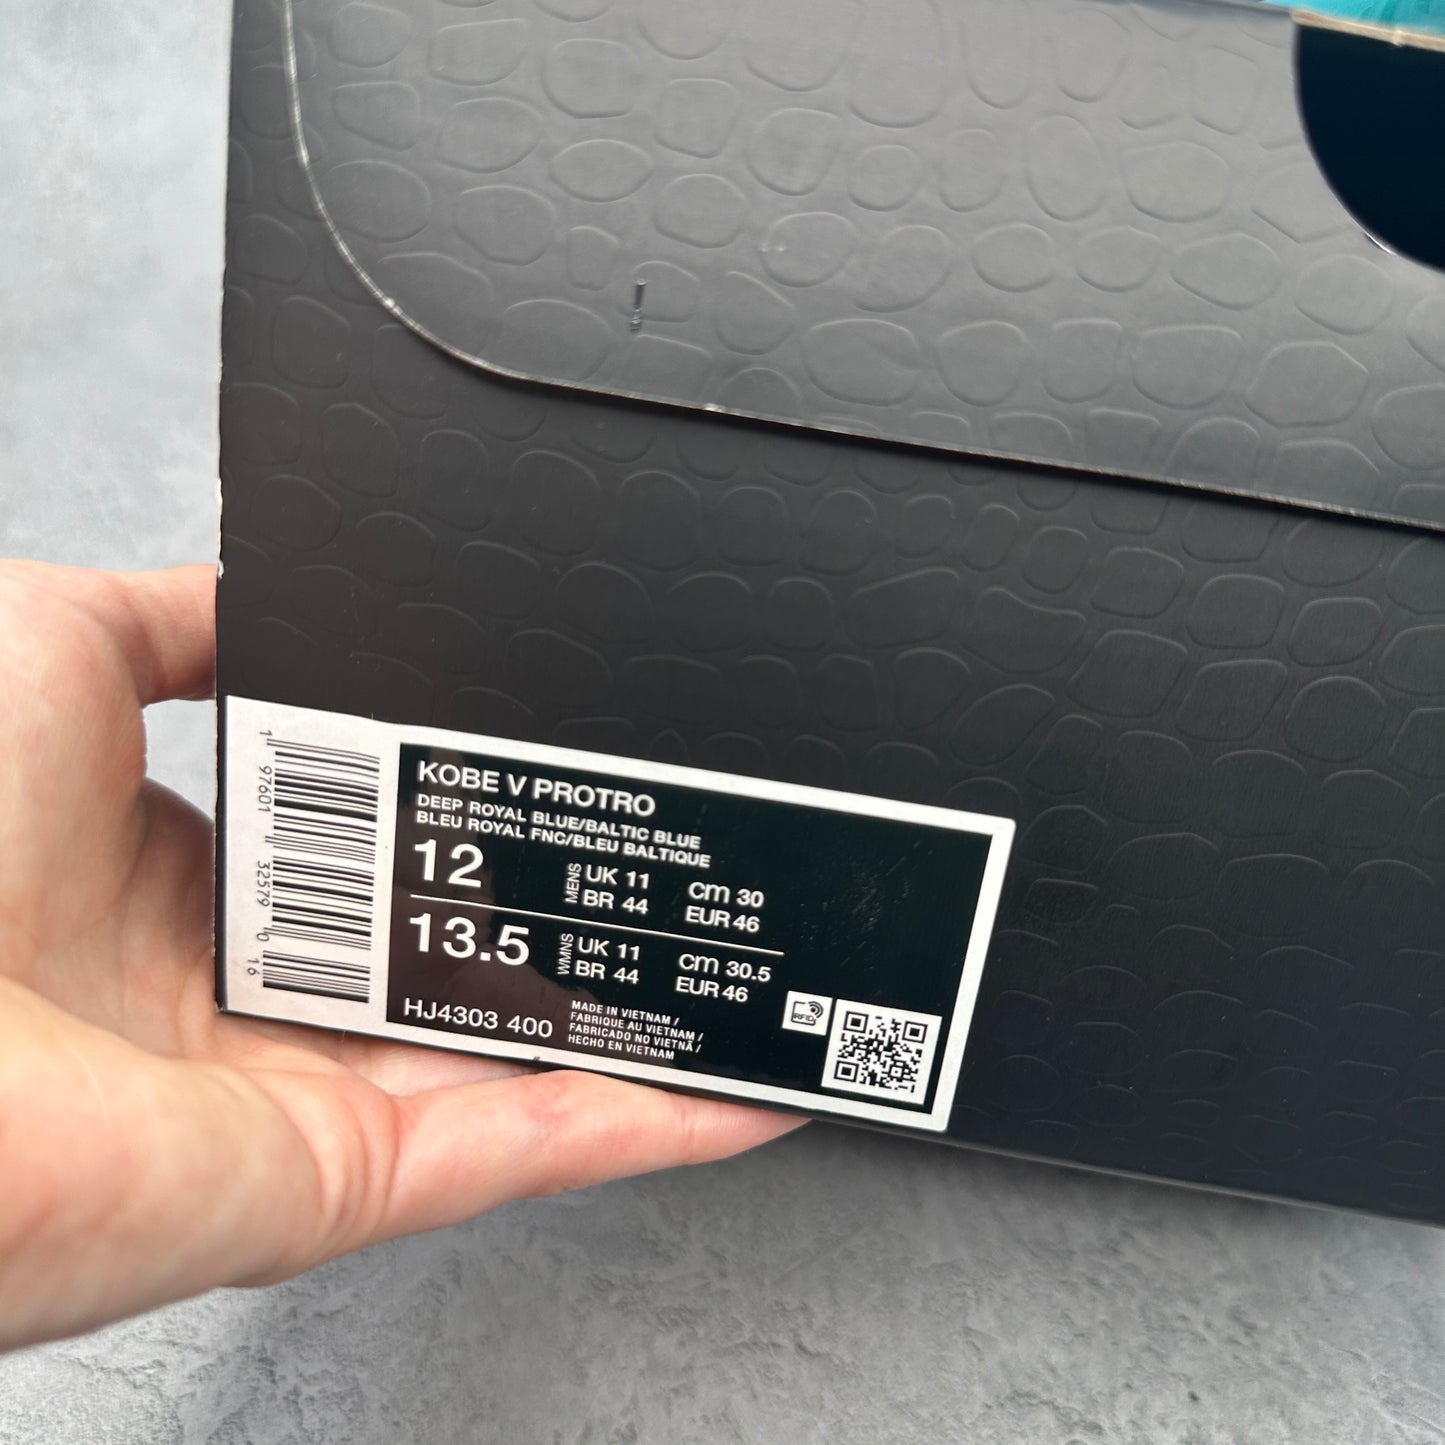 1 97601 32579 0 16
KOBE V PROTRO
DEEP ROYAL BLUE/BALTIC BLUE
BLEU ROYAL FNC/BLEU BALTIQUE
12 MENS UK 11 CM 30
BR 44 EUR 46
13.5 WMNS UK 11 CM 30.5
BR 44 EUR 46
HJ4303 400
MADE IN VIETNAM /
FABRIQUE AU VIETNAM /
FABRICADO NO VIETNÃ /
HECHO EN VIETNAM
RFID